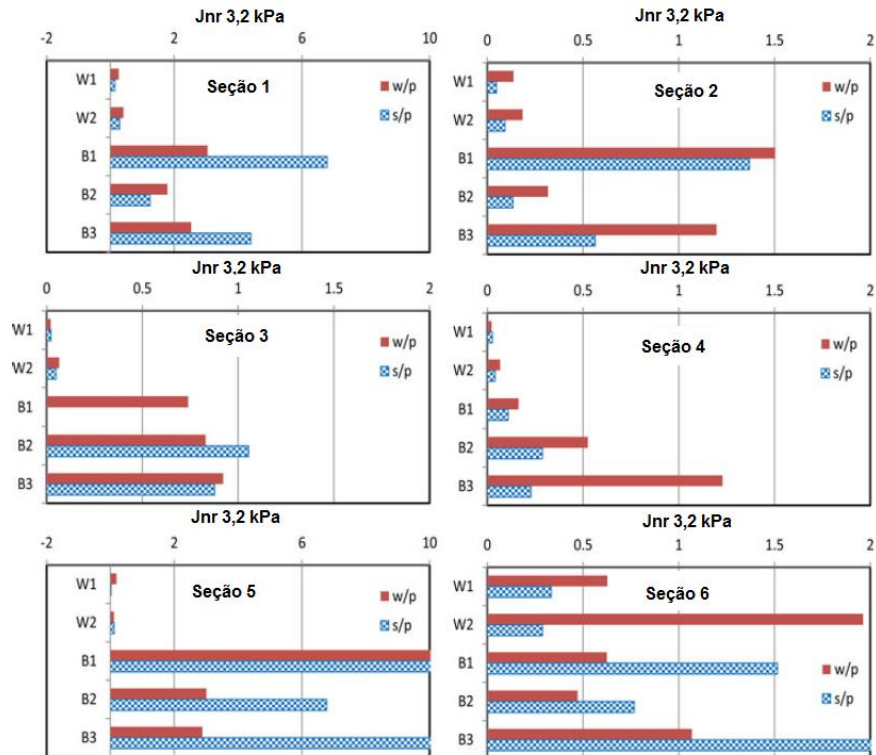 Jnr 3,2 kPa
-2 2 6 10
W1
W2
B1
B2
B3
Seção 1
w/p
s/p
Jnr 3,2 kPa
0 0.5 1 1.5 2
W1
W2
B1
B2
B3
Seção 2
w/p
s/p
Jnr 3,2 kPa
0 0.5 1 1.5 2
W1
W2
B1
B2
B3
Seção 3
w/p
s/p
Jnr 3,2 kPa
0 0.5 1 1.5 2
W1
W2
B1
B2
B3
Seção 4
w/p
s/p
Jnr 3,2 kPa
-2 2 6 10
W1
W2
B1
B2
B3
Seção 5
w/p
s/p
Jnr 3,2 kPa
0 0.5 1 1.5 2
W1
W2
B1
B2
B3
Seção 6
w/p
s/p